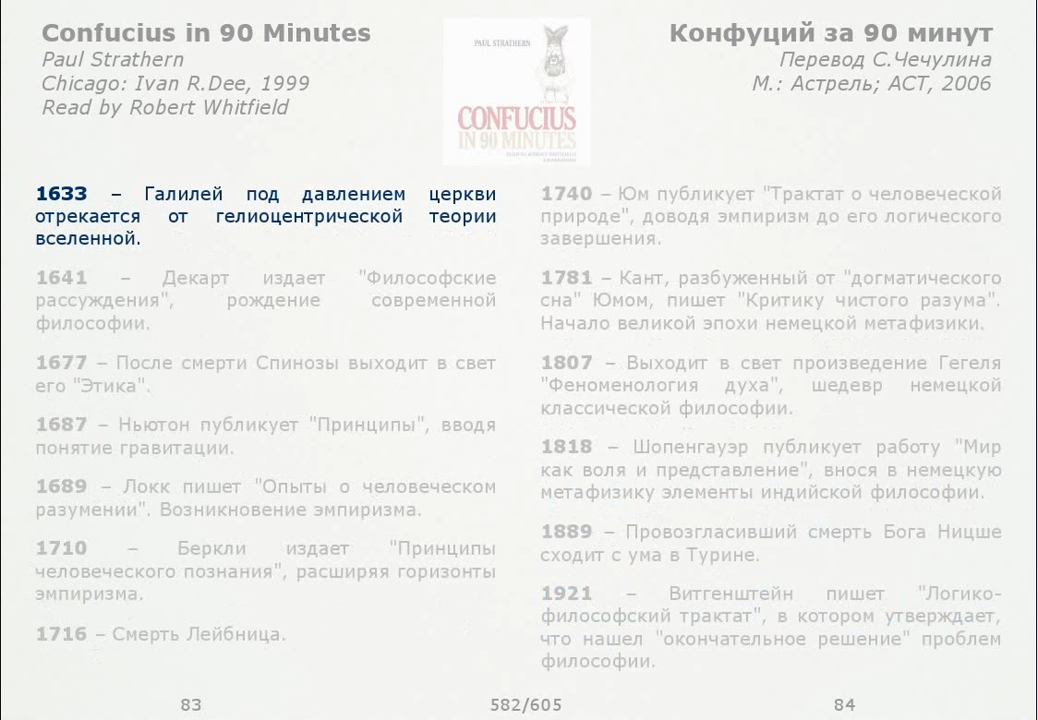 Confucius in 90 Minutes
Paul Strathern
Chicago: Ivan R.Dee, 1999
Read by Robert Whitfield
PAUL STRATHERN
CONFUCIUS
IN 90 MINUTES
Конфуций за 90 минут
Перевод С.Чечулина
М.: Астрель; АСТ, 2006
1633 – Галилей под давлением церкви
отрекается от гелиоцентрической теории
вселенной.
1641 – Декарт издает "Философские
рассуждения", рождение современной
философии.
1677 – После смерти Спинозы выходит в свет
его "Этика".
1687 – Ньютон публикует "Принципы", вводя
понятие гравитации.
1689 – Локк пишет "Опыты о человеческом
разумении". Возникновение эмпиризма.
1710 – Беркли издает "Принципы
человеческого познания", расширяя горизонты
эмпиризма.
1716 – Смерть Лейбница.
1740 – Юм публикует "Трактат о человеческой
природе", доводя эмпиризм до его логического
завершения.
1781 – Кант, разбуженный от "догматического
сна" Юмом, пишет "Критику чистого разума".
Начало великой эпохи немецкой метафизики.
1807 – Выходит в свет произведение Гегеля
"Феноменология духа", шедевр немецкой
классической философии.
1818 – Шопенгауэр публикует работу "Мир
как воля и представление", внося в немецкую
метафизику элементы индийской философии.
1889 – Провозгласивший смерть Бога Ницше
сходит с ума в Турине.
1921 – Витгенштейн пишет "Логико-
философский трактат", в котором утверждает,
что нашел "окончательное решение" проблем
философии.
83
582/605
84